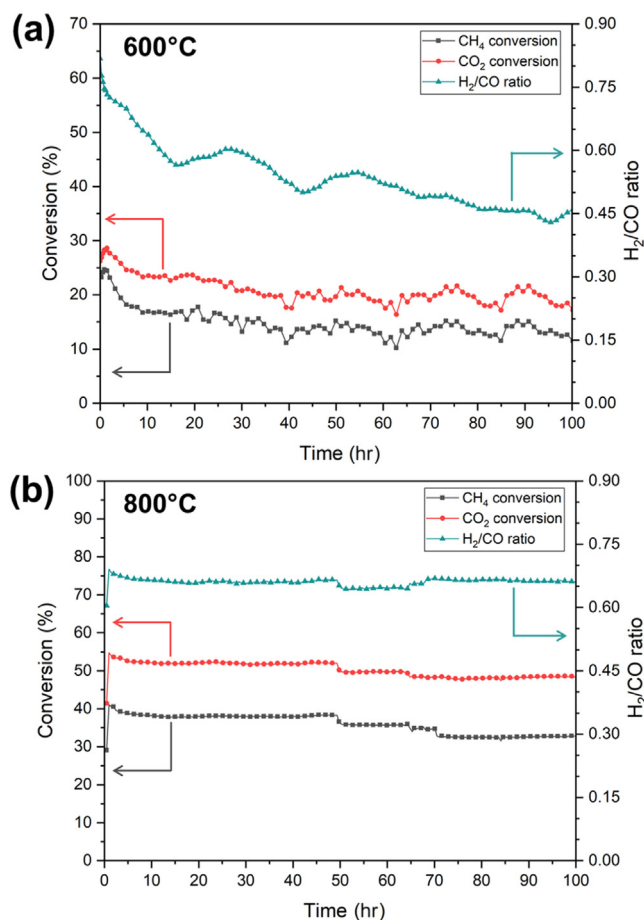 (a)
600°C
CH4 conversion
CO2 conversion
H2/CO ratio
70
60
50
40
30
20
10
0
Conversion (%)
0.90
0.75
0.60
0.45
0.30
0.15
0.00
H2/CO ratio
0 10 20 30 40 50 60 70 80 90 100
Time (hr)
(b)
800°C
CH4 conversion
CO2 conversion
H2/CO ratio
100
90
80
70
60
50
40
30
20
10
0
Conversion (%)
0.90
0.75
0.60
0.45
0.30
0.15
0.00
H2/CO ratio
0 10 20 30 40 50 60 70 80 90 100
Time (hr)